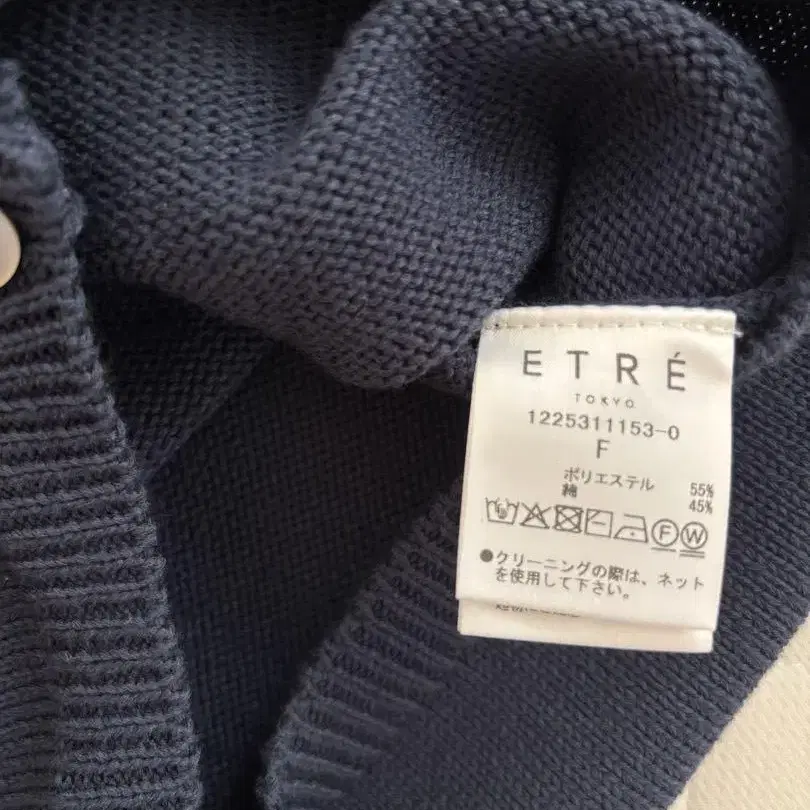 ETRÉ
TOKYO
1225311153-0
F
ポリエステル 55%
綿 45%
F W
●クリーニングの際は、ネット
を使用して下さい。